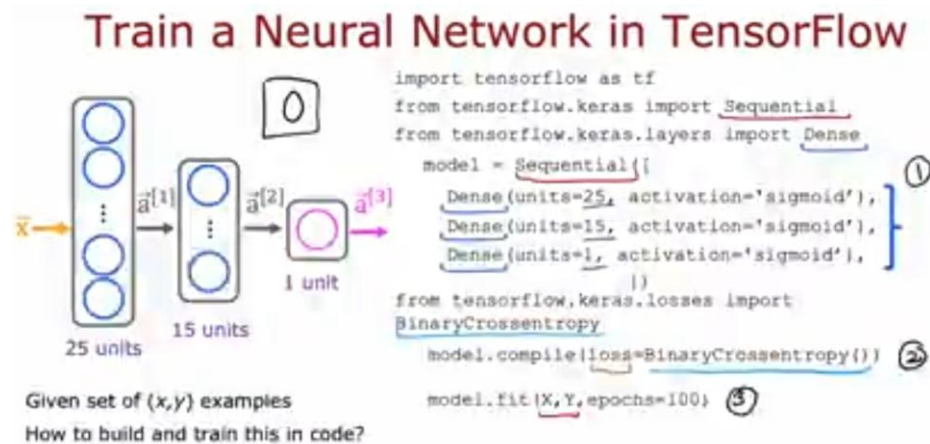 Train a Neural Network in TensorFlow
0
import tensorflow as tf
from tensorflow.keras import Sequential
from tensorflow.keras.layers import Dense
model = Sequential([
Dense(units=25, activation='sigmoid'),
Dense(units=15, activation='sigmoid'),
Dense(units=1, activation='sigmoid'),
])
①
from tensorflow.keras.losses import
BinaryCrossentropy
model.compile(loss=BinaryCrossentropy())
②
model.fit(X,Y,epochs=100)
③
x⃗
a⃗[1]
a⃗[2]
a⃗[3]
25 units
15 units
1 unit
Given set of (x,y) examples
How to build and train this in code?